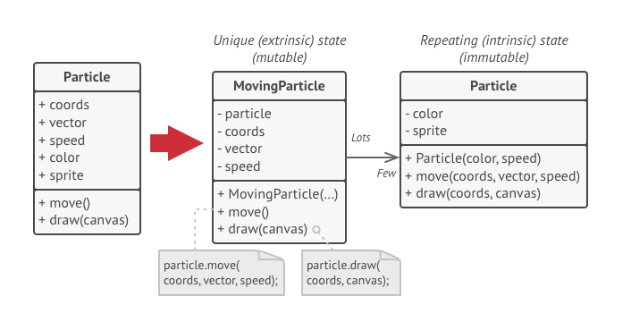 Unique (extrinsic) state
(mutable)
Repeating (intrinsic) state
(immutable)
Particle
+ coords
+ vector
+ speed
+ color
+ sprite
+ move()
+ draw(canvas)
MovingParticle
- particle
- coords
- vector
- speed
+ MovingParticle(...)
+ move()
+ draw(canvas)
Lots
Few
Particle
- color
- sprite
+ Particle(color, speed)
+ move(coords, vector, speed)
+ draw(coords, canvas)
particle.move(
coords, vector, speed);
particle.draw(
coords, canvas);